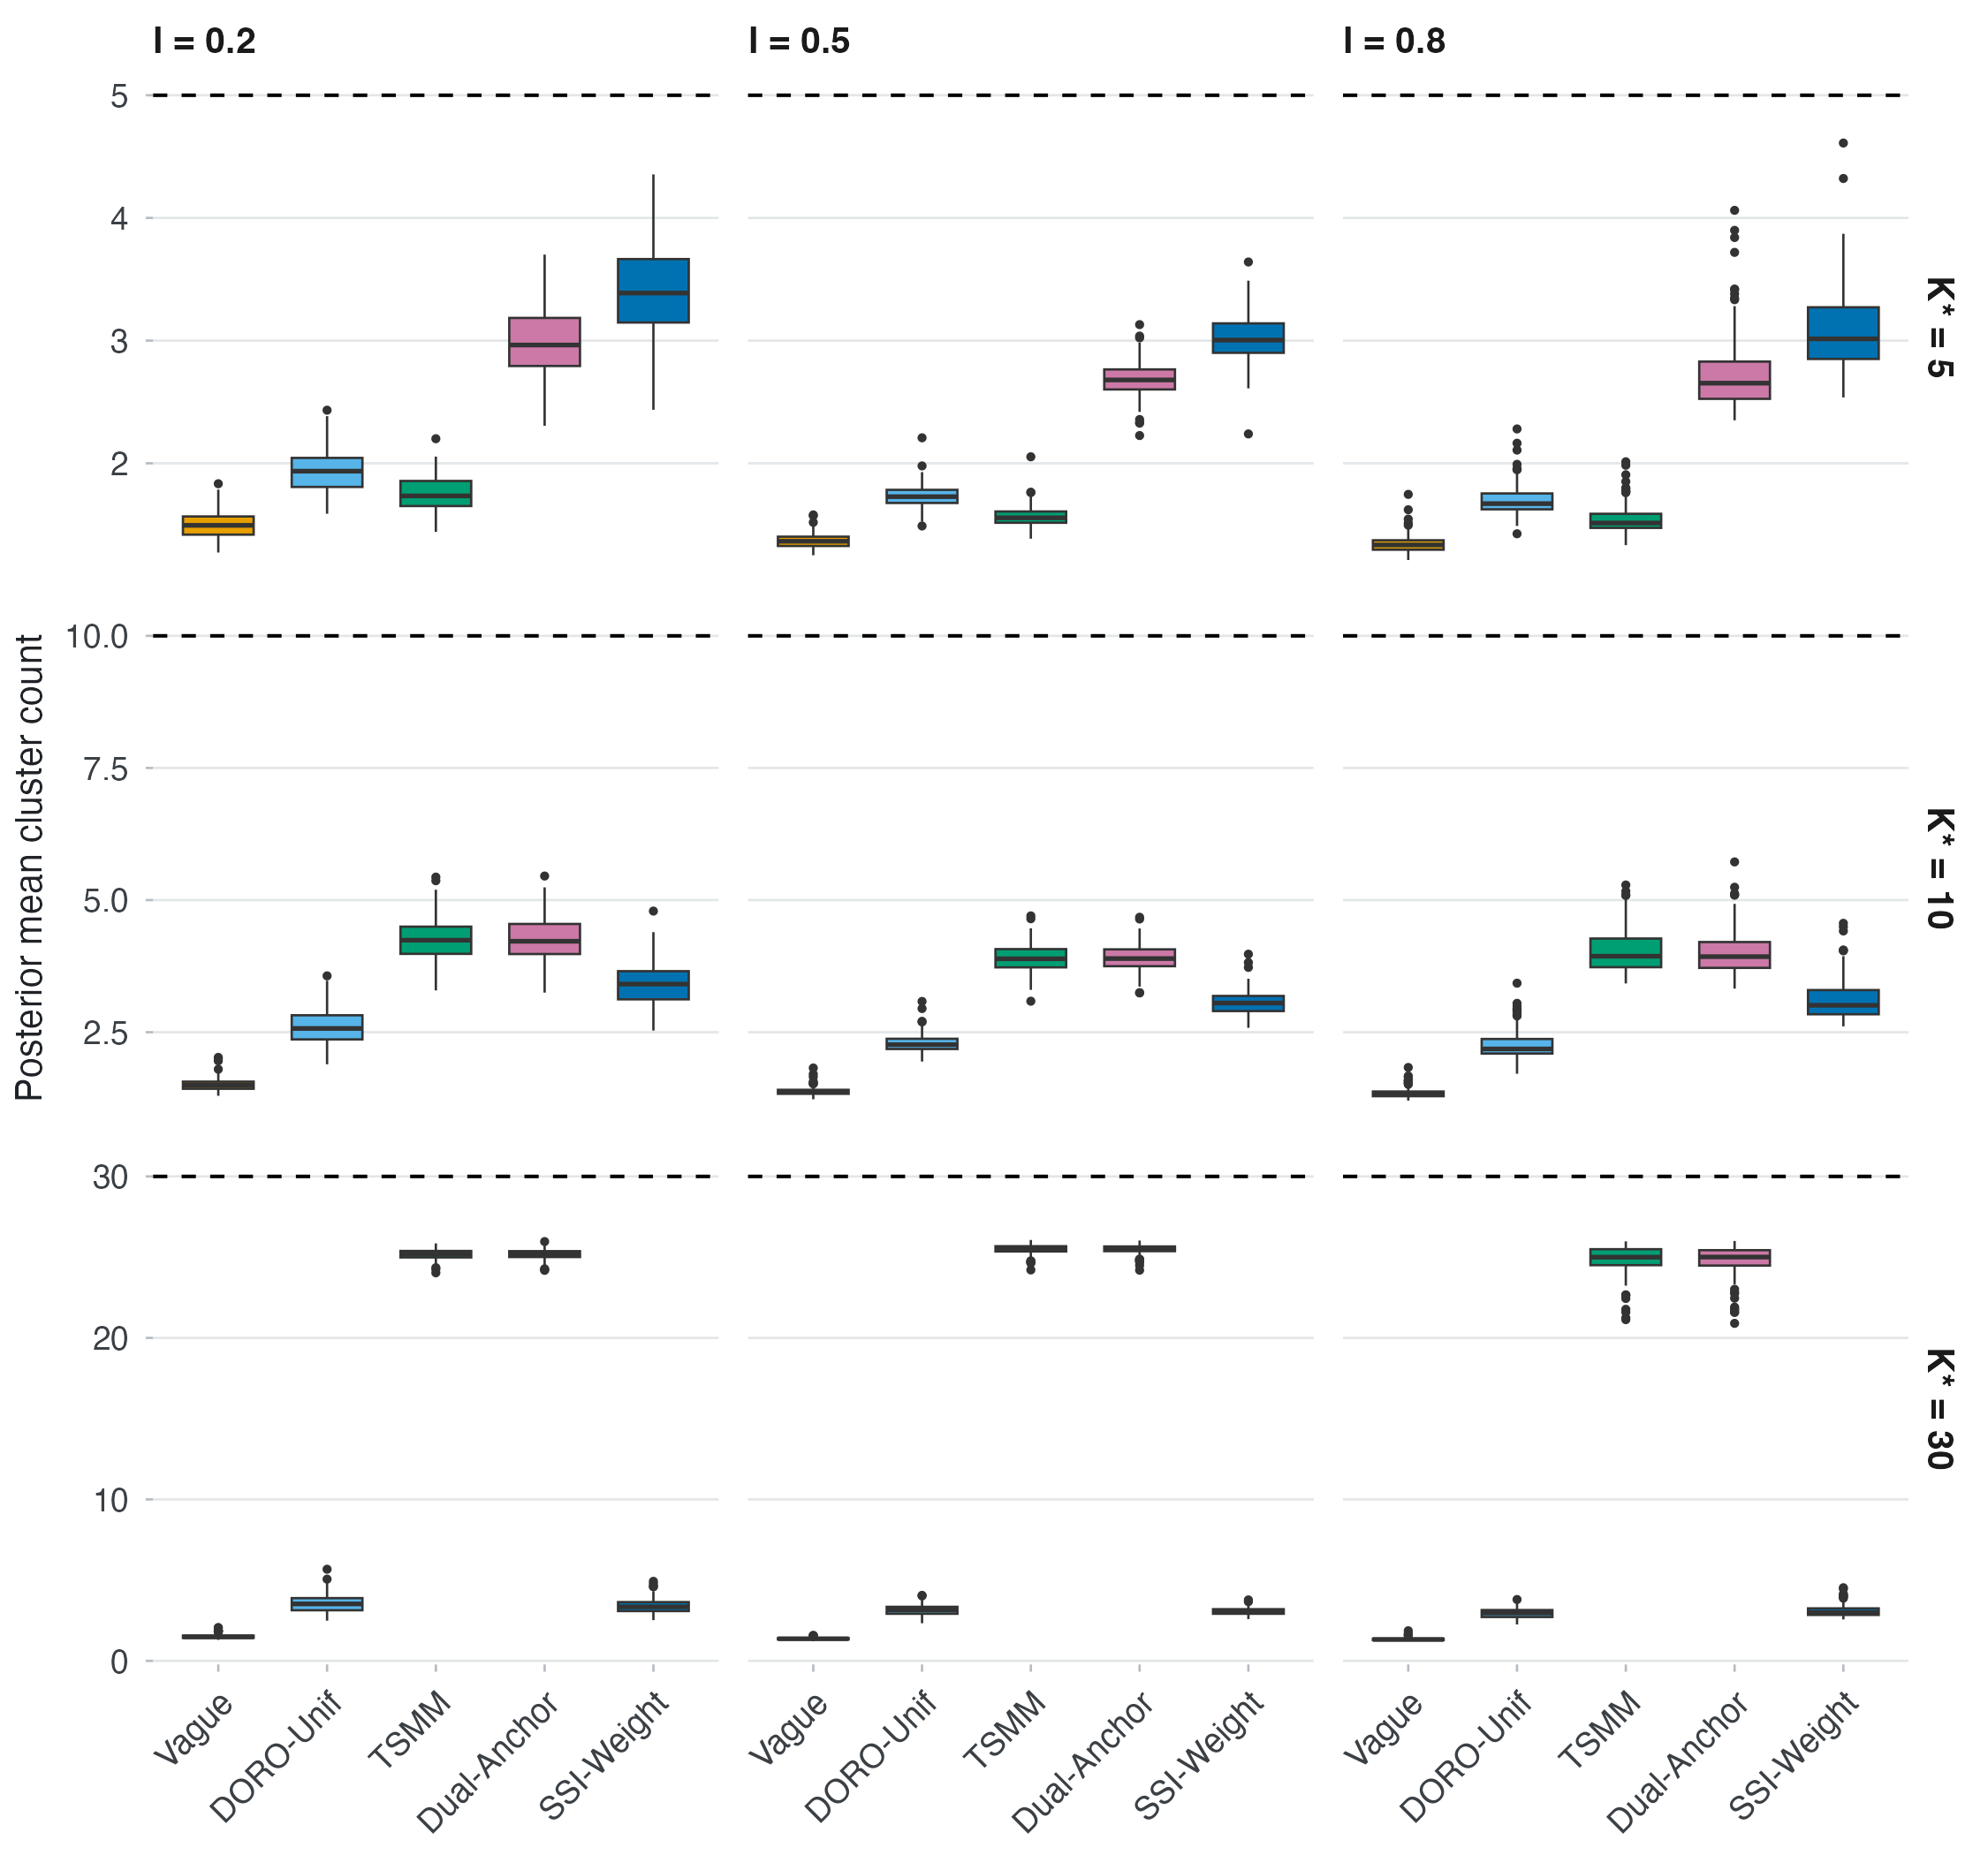 I = 0.2
I = 0.5
I = 0.8
Posterior mean cluster count
5
4
3
2
K* = 5
10.0
7.5
5.0
2.5
K* = 10
30
20
10
0
K* = 30
Vague
DORO-Unif
TSMM
Dual-Anchor
SSI-Weight
Vague
DORO-Unif
TSMM
Dual-Anchor
SSI-Weight
Vague
DORO-Unif
TSMM
Dual-Anchor
SSI-Weight